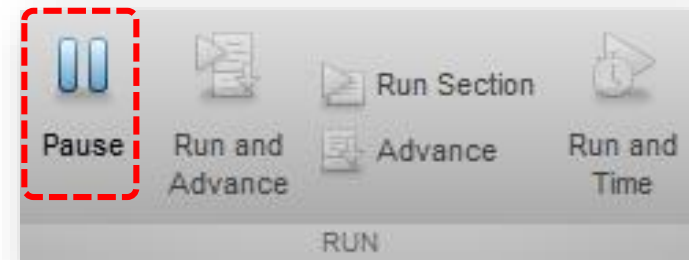 Pause
Run and
Advance
Run Section
Advance
Run and
Time
RUN